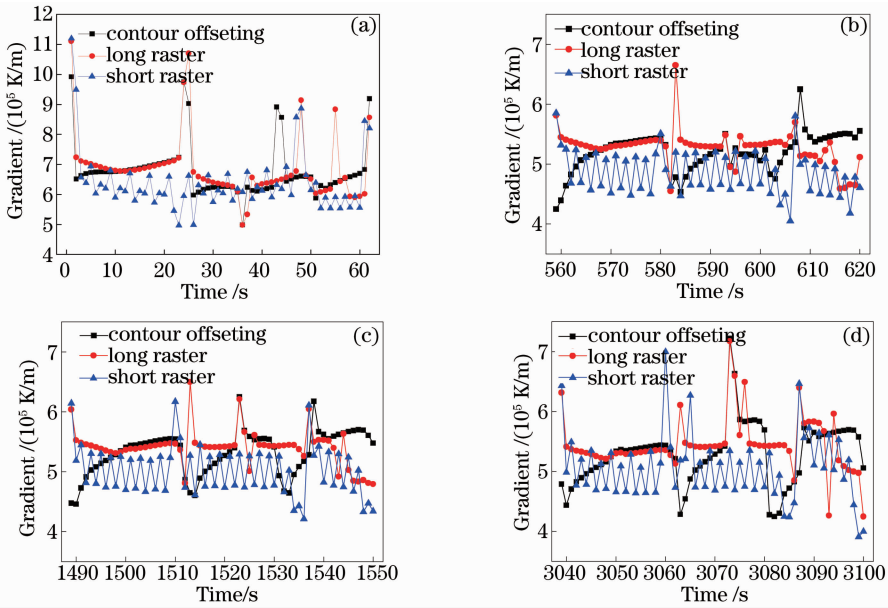 (a)
contour offseting
long raster
short raster
Gradient /(10⁵ K/m)
12
11
10
9
8
7
6
5
4
0
10
20
30
40
50
60
Time /s
(b)
contour offseting
long raster
short raster
Gradient /(10⁵ K/m)
7
6
5
4
560
570
580
590
600
610
620
Time /s
(c)
contour offseting
long raster
short raster
Gradient /(10⁵ K/m)
7
6
5
4
1490
1500
1510
1520
1530
1540
1550
Time/s
(d)
contour offseting
long raster
short raster
Gradient /(10⁵ K/m)
7
6
5
4
3040
3050
3060
3070
3080
3090
3100
Time /s